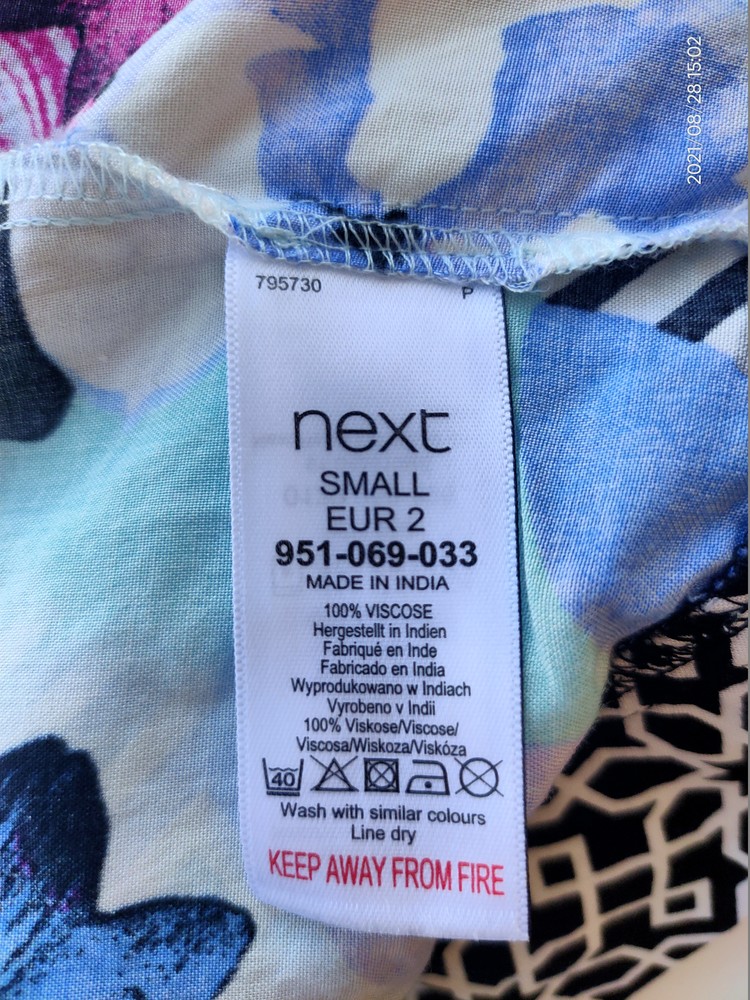 2021/08/28 15:02
795730 P
next
SMALL
EUR 2
951-069-033
MADE IN INDIA
100% VISCOSE
Hergestellt in Indien
Fabriqué en Inde
Fabricado en India
Wyprodukowano w Indiach
Vyrobeno v Indii
100% Viskose/Viscose/
Viscosa/Wiskoza/Viskóza
40
Wash with similar colours
Line dry
KEEP AWAY FROM FIRE